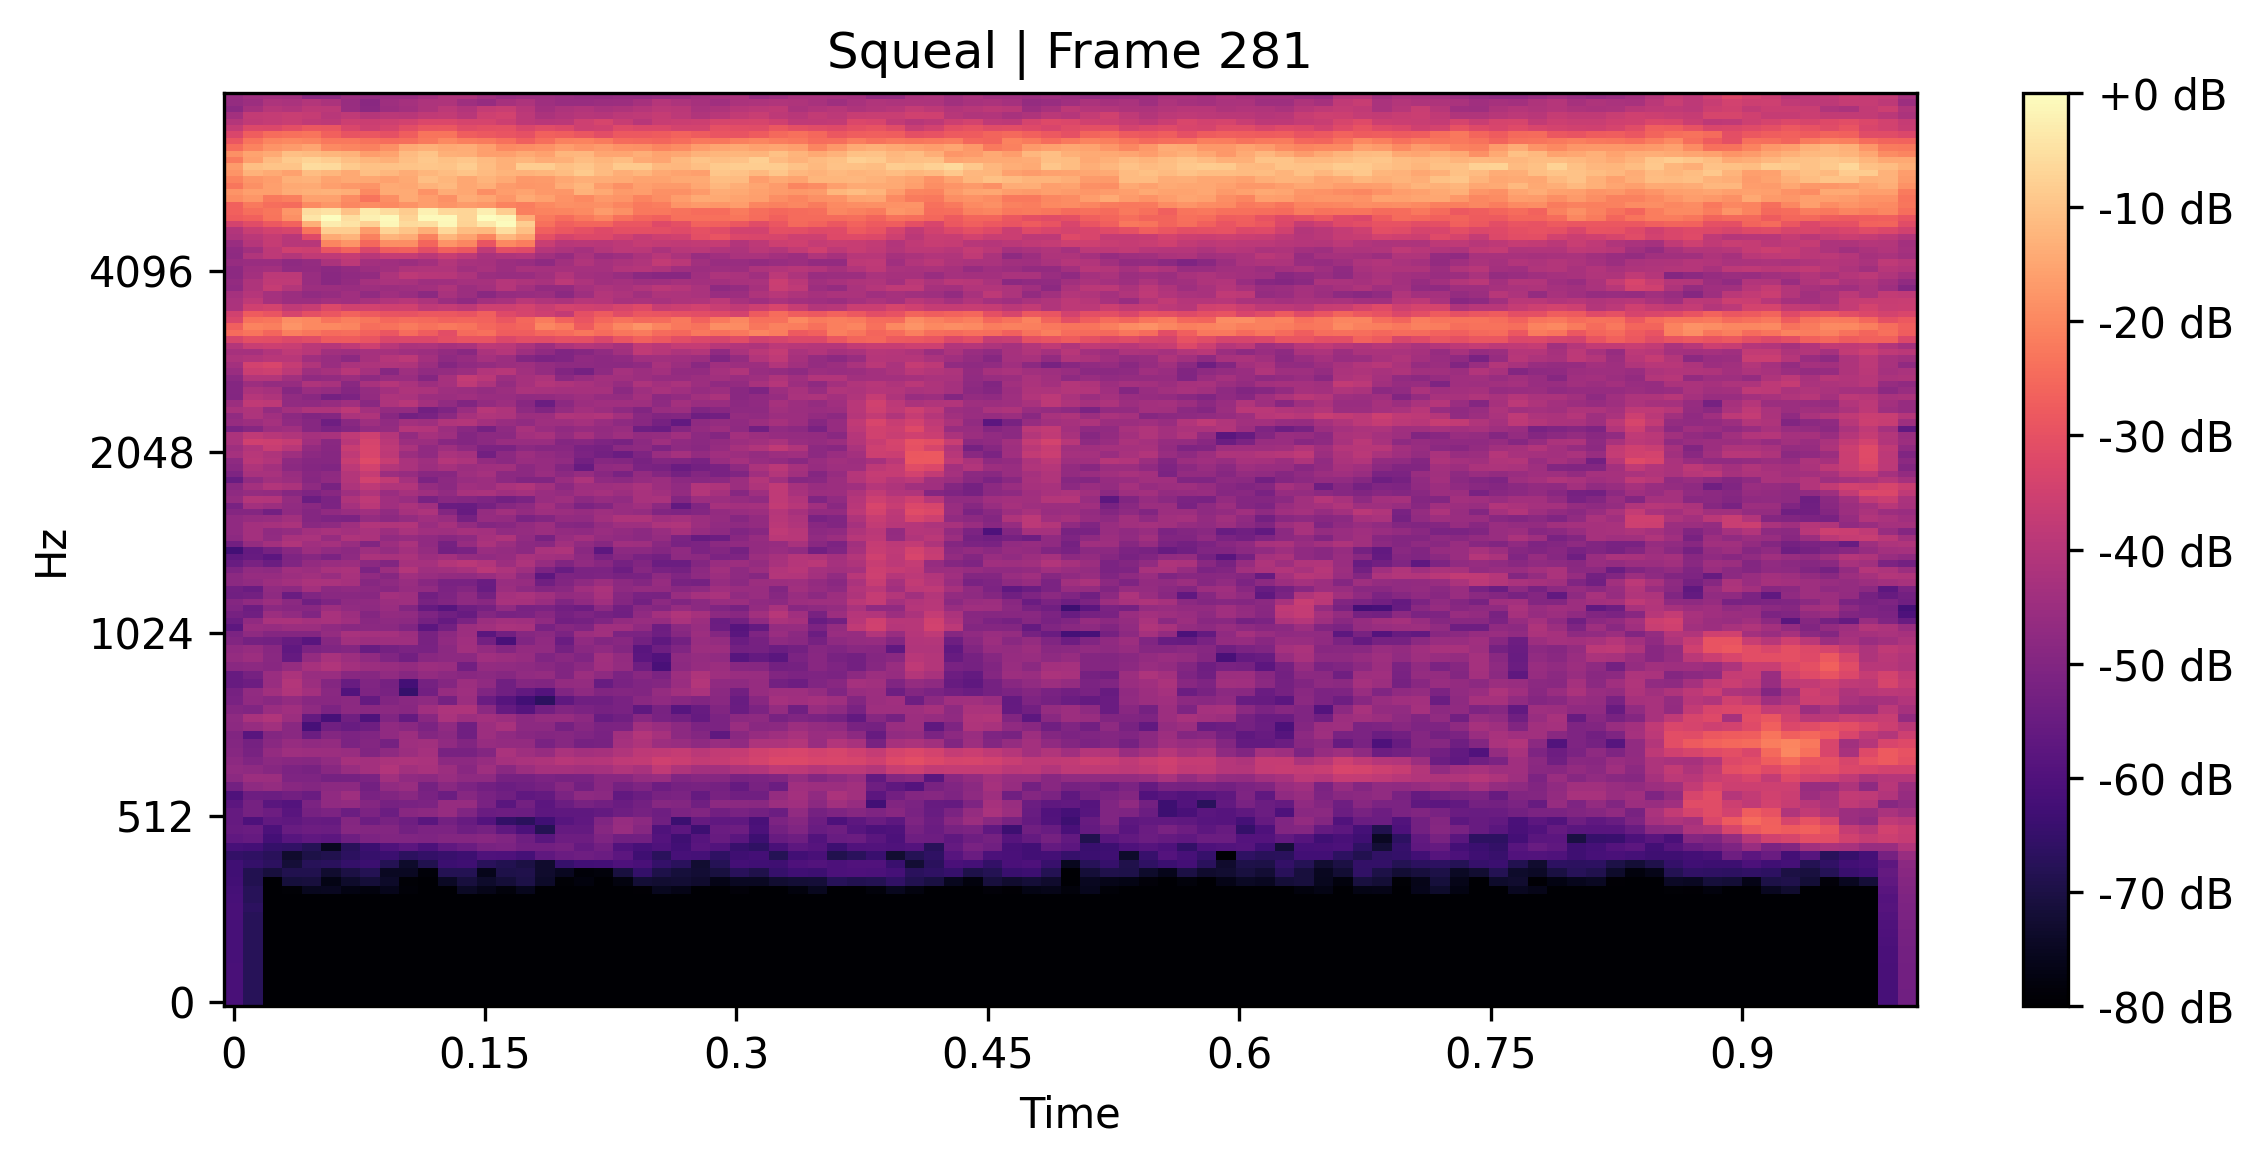 Squeal | Frame 281
+0 dB
-10 dB
-20 dB
-30 dB
-40 dB
-50 dB
-60 dB
-70 dB
-80 dB
Hz
4096
2048
1024
512
0
0 0.15 0.3 0.45 0.6 0.75 0.9
Time